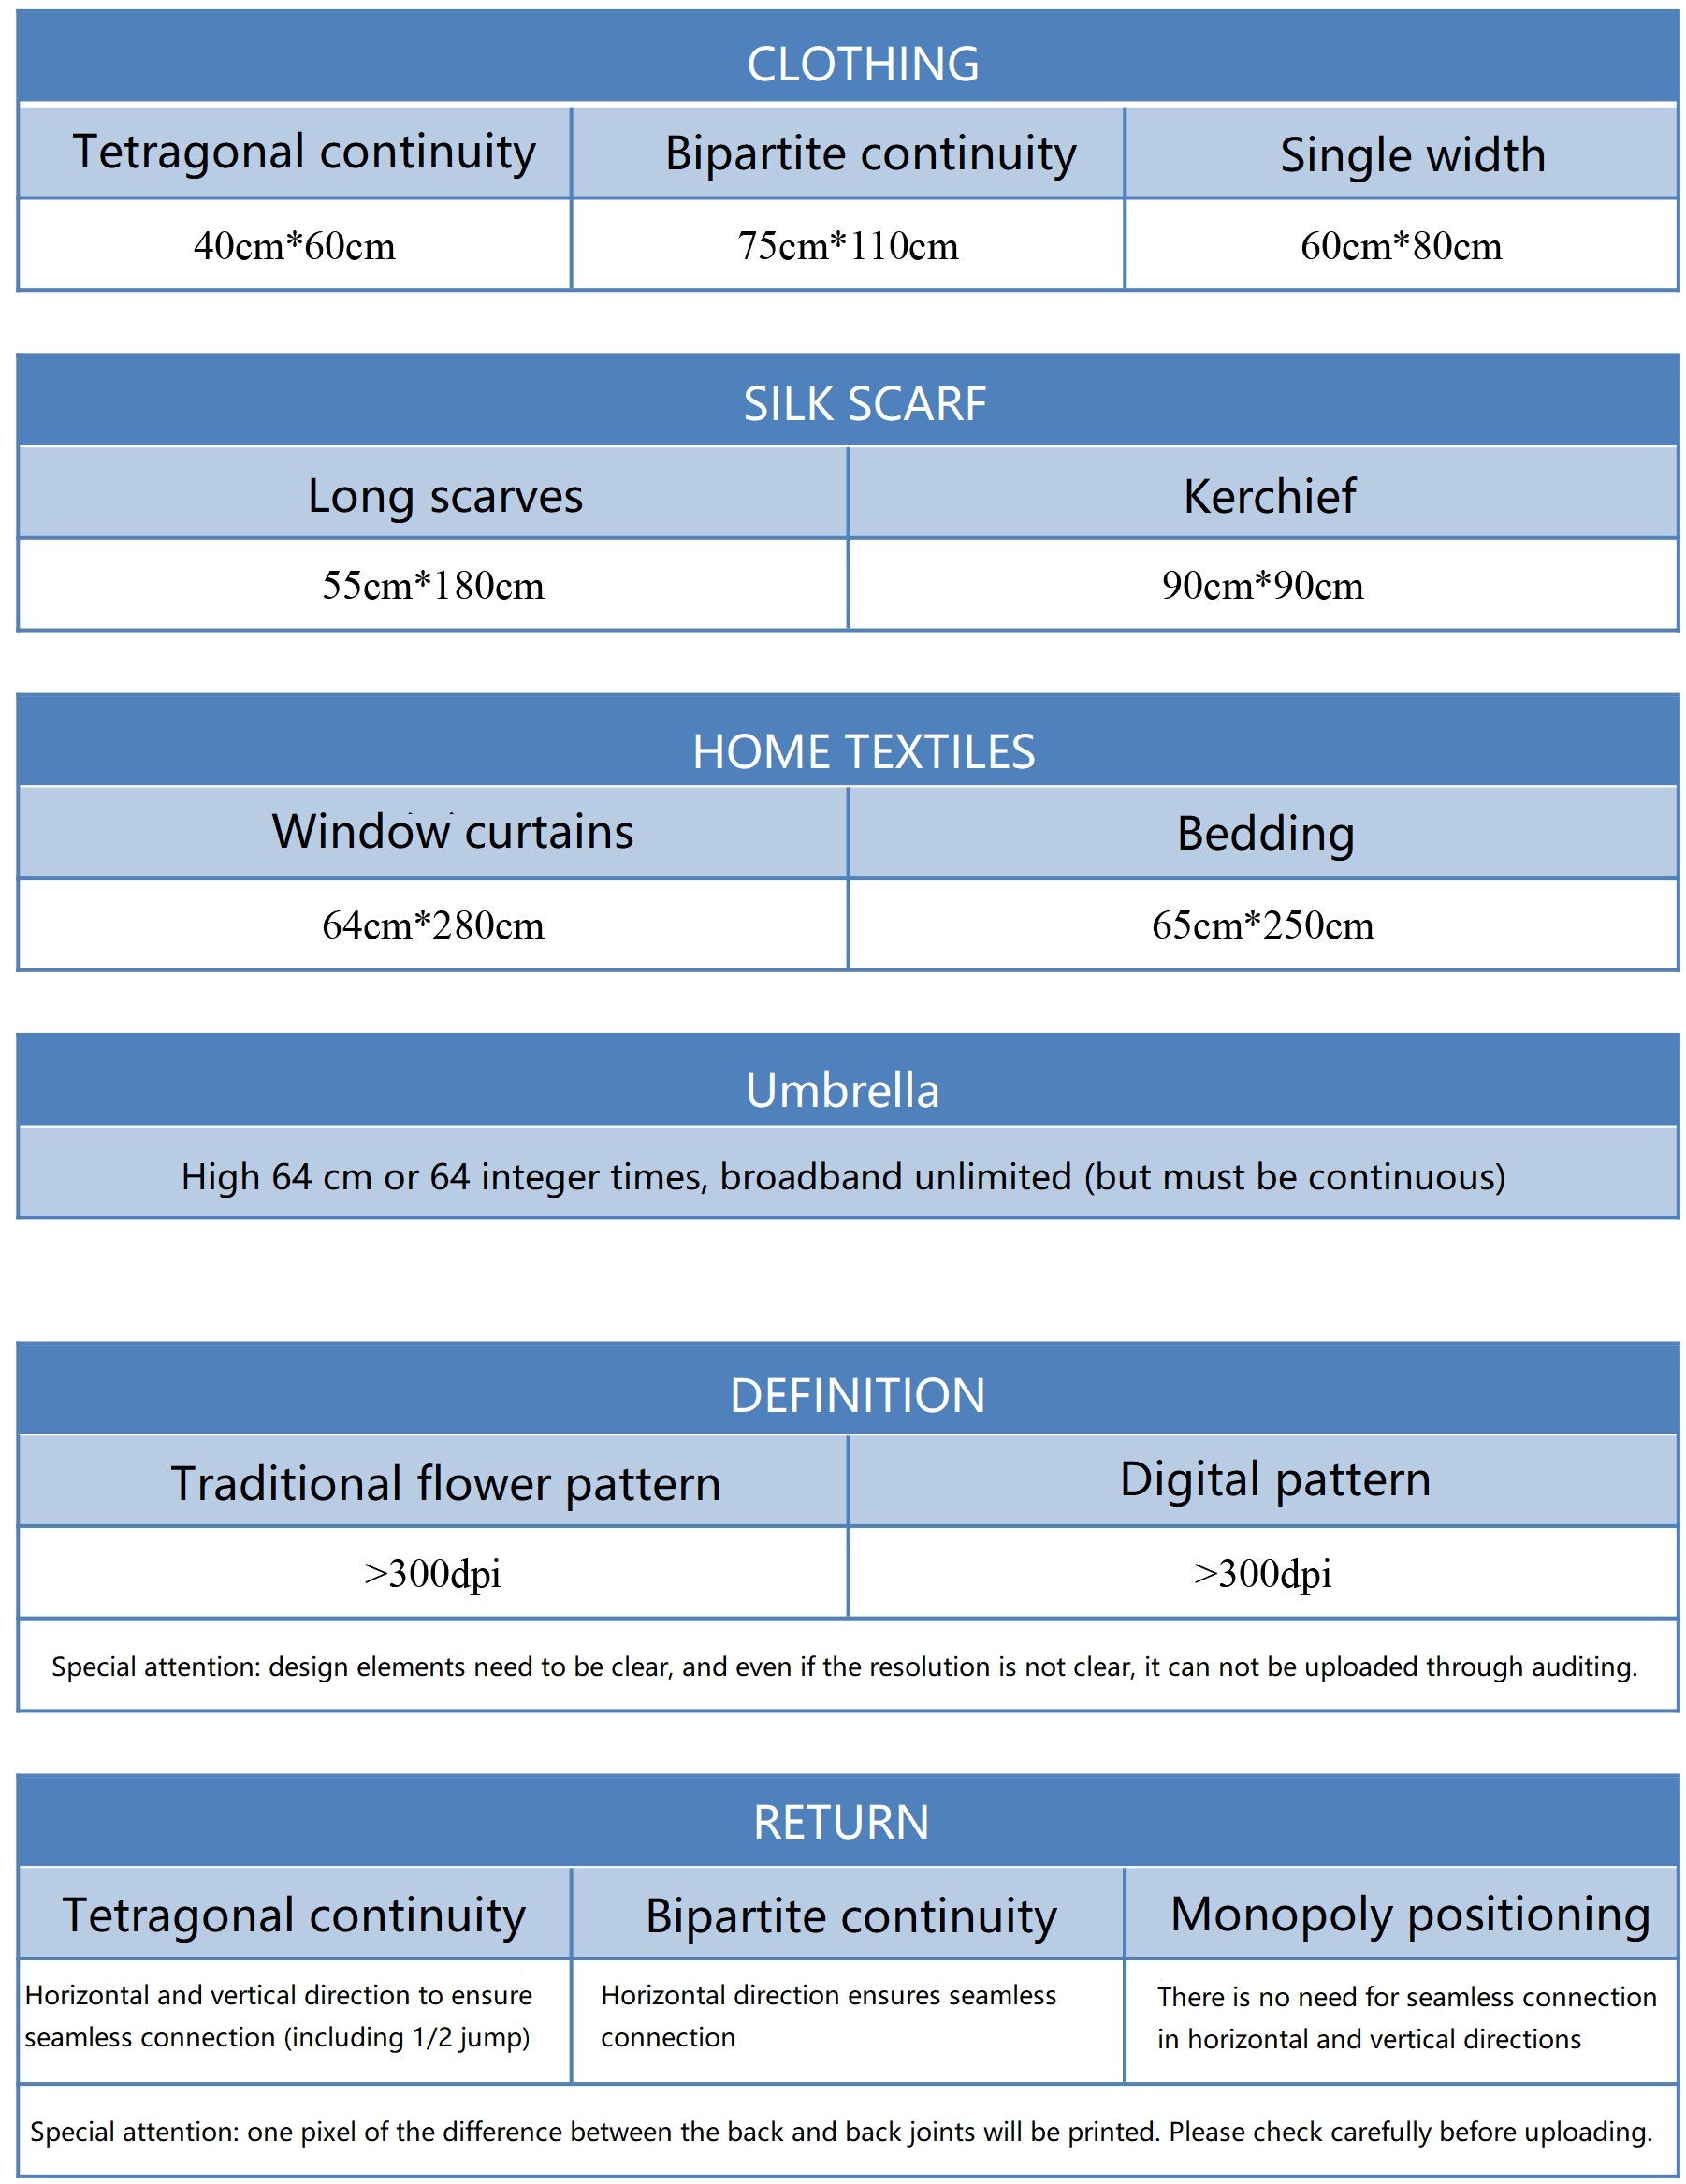 CLOTHING
Tetragonal continuity Bipartite continuity Single width
40cm*60cm 75cm*110cm 60cm*80cm
SILK SCARF
Long scarves Kerchief
55cm*180cm 90cm*90cm
HOME TEXTILES
Window curtains Bedding
64cm*280cm 65cm*250cm
Umbrella
High 64 cm or 64 integer times, broadband unlimited (but must be continuous)
DEFINITION
Traditional flower pattern Digital pattern
>300dpi >300dpi
Special attention: design elements need to be clear, and even if the resolution is not clear, it can not be uploaded through auditing.
RETURN
Tetragonal continuity Bipartite continuity Monopoly positioning
Horizontal and vertical direction to ensure
seamless connection (including 1/2 jump)
Horizontal direction ensures seamless
connection
There is no need for seamless connection
in horizontal and vertical directions
Special attention: one pixel of the difference between the back and back joints will be printed. Please check carefully before uploading.